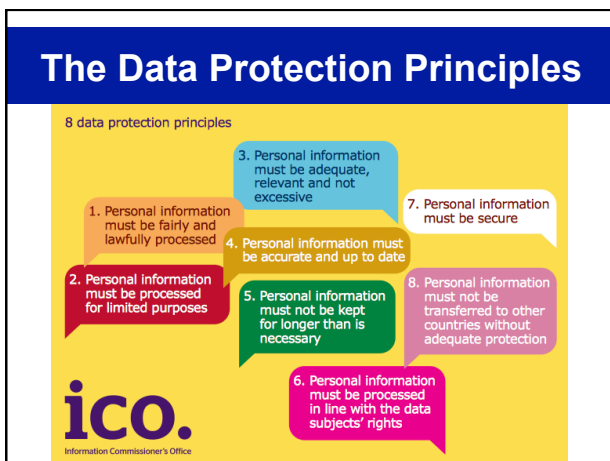 The Data Protection Principles
8 data protection principles
1. Personal information
must be fairly and
lawfully processed
2. Personal information
must be processed
for limited purposes
3. Personal information
must be adequate,
relevant and not
excessive
4. Personal information must
be accurate and up to date
5. Personal information
must not be kept
for longer than is
necessary
6. Personal information
must be processed
in line with the data
subjects' rights
7. Personal information
must be secure
8. Personal information
must not be
transferred to other
countries without
adequate protection
ico.
Information Commissioner's Office